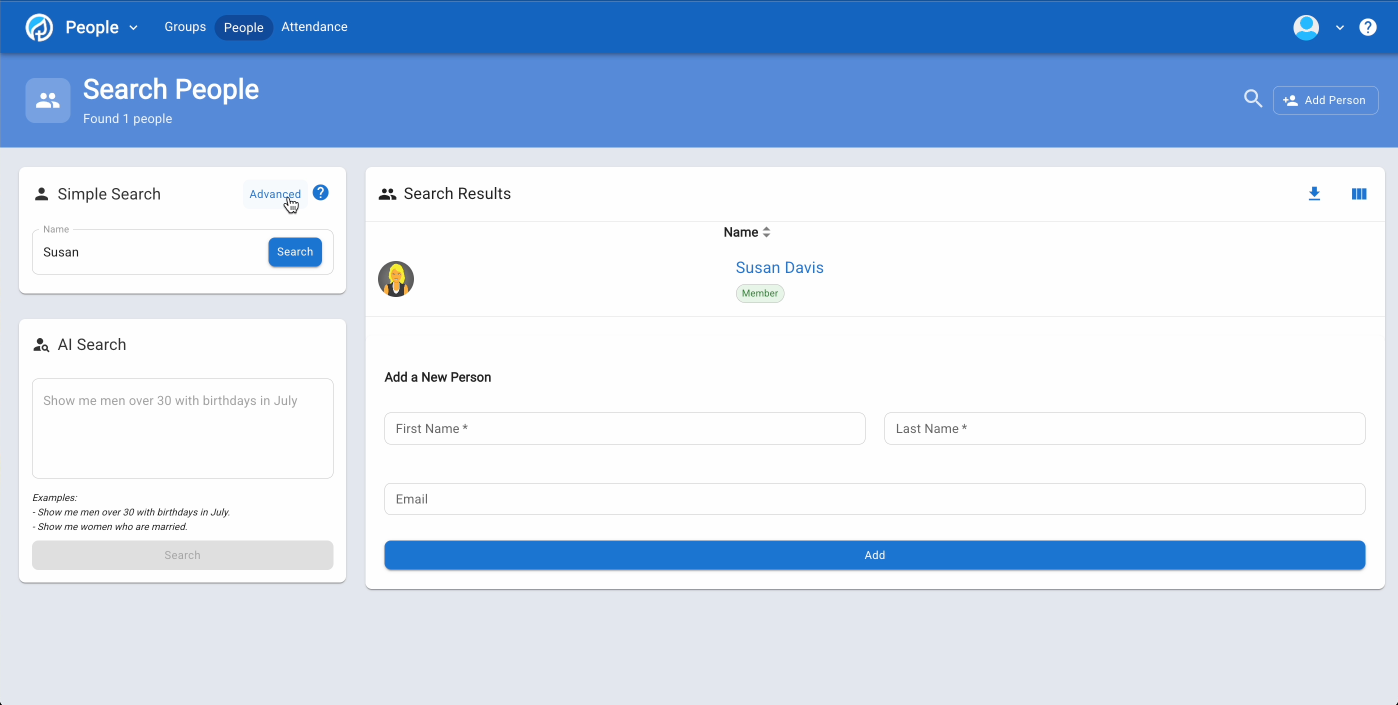 People
Groups
People
Attendance
Search People
Found 1 people
Add Person
Simple Search
Advanced
Name
Susan
Search
AI Search
Show me men over 30 with birthdays in July
Examples:
- Show me men over 30 with birthdays in July.
- Show me women who are married.
Search
Search Results
Name
Susan Davis
Member
Add a New Person
First Name *
Last Name *
Email
Add